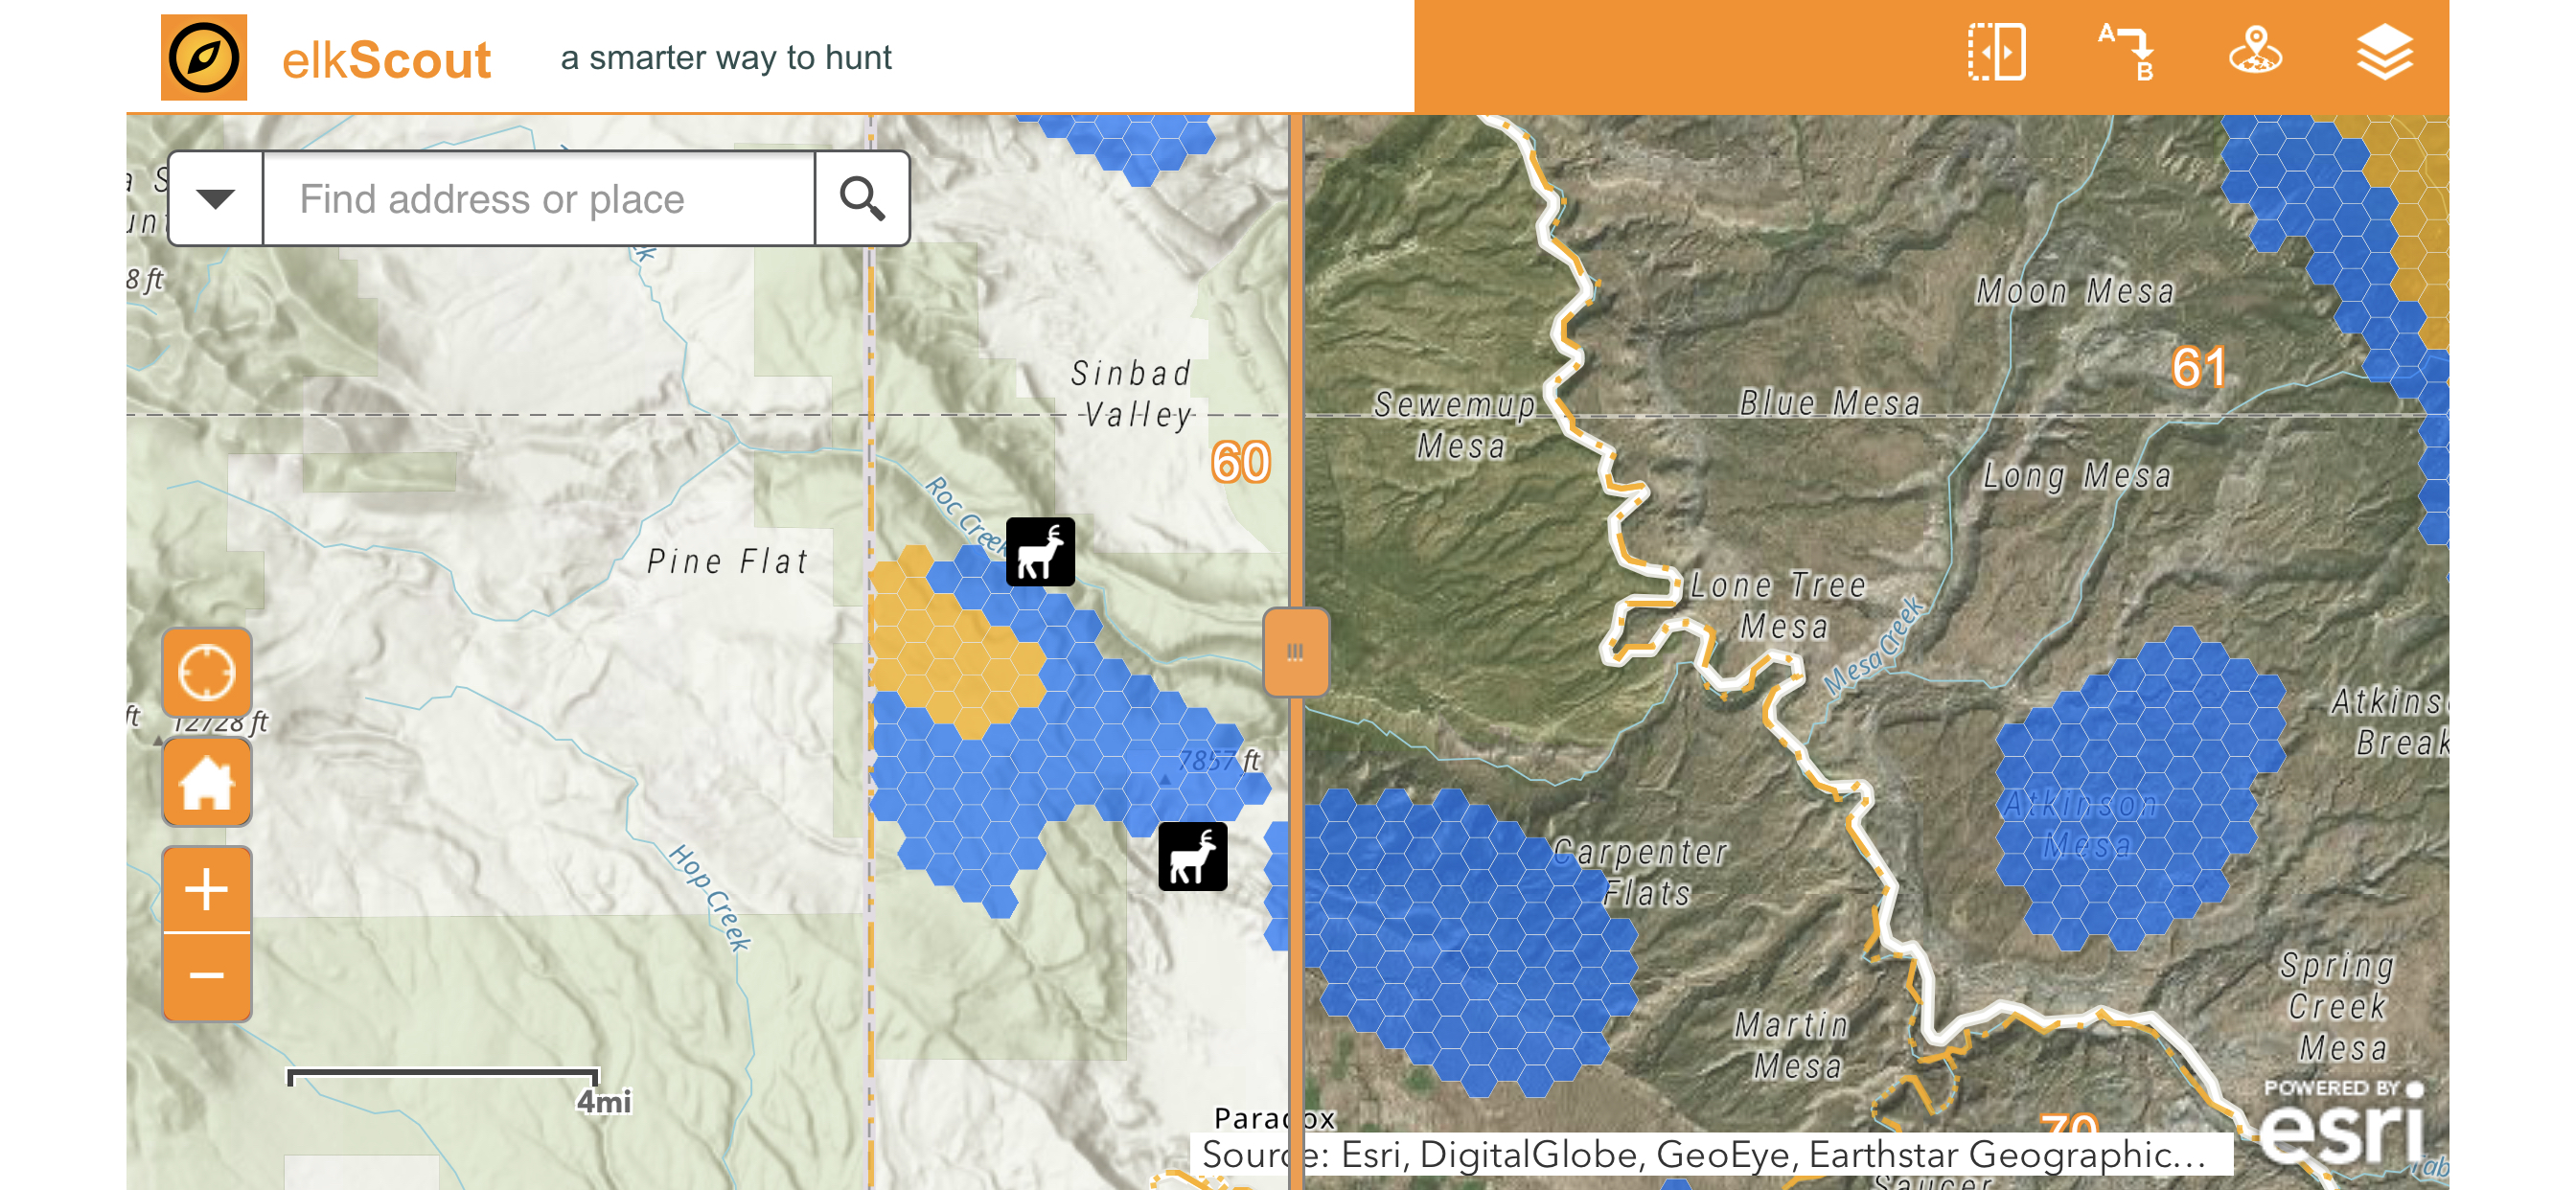 elkScout
a smarter way to hunt
A
B
Find address or place
8 ft
Moon Mesa
61
Sinbad
Valley
Sewemup
Mesa
Blue Mesa
60
Long Mesa
Roc Creek
Pine Flat
Lone Tree
Mesa
Mesa Creek
ft
12728 ft
7857 ft
Atkinson
Mesa
Carpenter
Flats
Hop Creek
Spring
Creek
Mesa
Martin
Mesa
4mi
Paradox
70
POWERED BY
esri
Source: Esri, DigitalGlobe, GeoEye, Earthstar Geographic...
Saucer